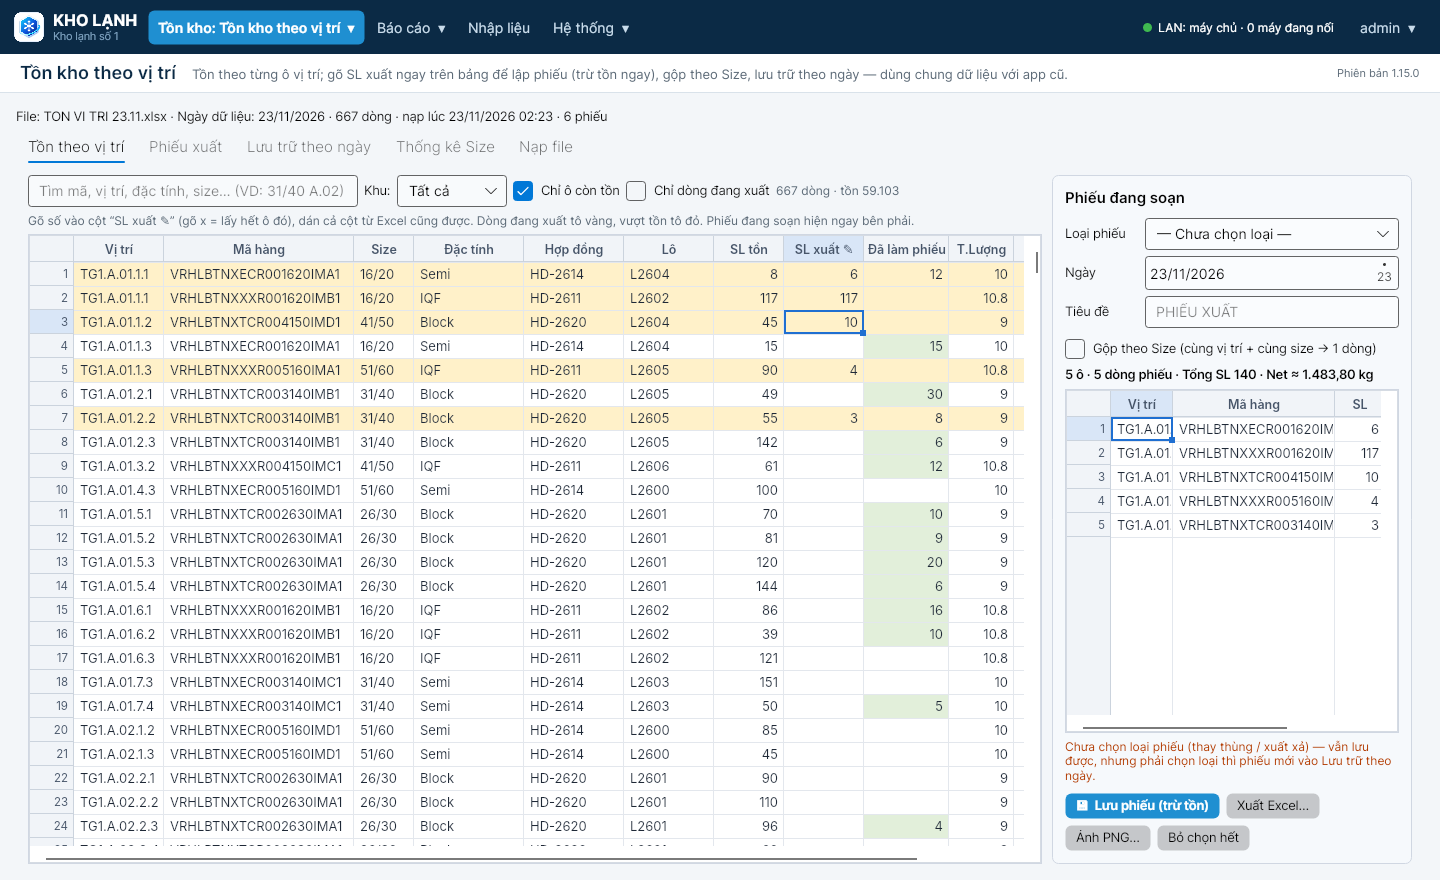 KHO LẠNH
Kho lạnh số 1
Tồn kho: Tồn kho theo vị trí ▾ Báo cáo ▾ Nhập liệu Hệ thống ▾
LAN: máy chủ · 0 máy đang nối admin ▾
Tồn kho theo vị trí Tồn theo từng ô vị trí; gõ SL xuất ngay trên bảng để lập phiếu (trừ tồn ngay), gộp theo Size, lưu trữ theo ngày — dùng chung dữ liệu với app cũ. Phiên bản 1.15.0
File: TON VI TRI 23.11.xlsx · Ngày dữ liệu: 23/11/2026 · 667 dòng · nạp lúc 23/11/2026 02:23 · 6 phiếu
Tồn theo vị trí Phiếu xuất Lưu trữ theo ngày Thống kê Size Nạp file
Tìm mã, vị trí, đặc tính, size... (VD: 31/40 A.02) Khu: Tất cả Chỉ ô còn tồn Chỉ dòng đang xuất 667 dòng · tồn 59.103
Gõ số vào cột “SL xuất ✎” (gõ x = lấy hết ô đó), dán cả cột từ Excel cũng được. Dòng đang xuất tô vàng, vượt tồn tô đỏ. Phiếu đang soạn hiện ngay bên phải.
Vị trí Mã hàng Size Đặc tính Hợp đồng Lô SL tồn SL xuất ✎ Đã làm phiếu T.Lượng
1 TG1.A.01.1.1 VRHLBTNXECR001620IMA1 16/20 Semi HD-2614 L2604 8 6 12 10
2 TG1.A.01.1.1 VRHLBTNXXXR001620IMB1 16/20 IQF HD-2611 L2602 117 117 10.8
3 TG1.A.01.1.2 VRHLBTNXTCR004150IMD1 41/50 Block HD-2620 L2604 45 10 9
4 TG1.A.01.1.3 VRHLBTNXECR001620IMA1 16/20 Semi HD-2614 L2604 15 15 10
5 TG1.A.01.1.3 VRHLBTNXXXR005160IMA1 51/60 IQF HD-2611 L2606 90 4 10.8
6 TG1.A.01.2.1 VRHLBTNXTCR003140IMB1 31/40 Block HD-2620 L2605 49 30 9
7 TG1.A.01.2.2 VRHLBTNXTCR003140IMB1 31/40 Block HD-2620 L2605 55 3 8 9
8 TG1.A.01.2.3 VRHLBTNXTCR003140IMB1 31/40 Block HD-2620 L2605 142 6 9
9 TG1.A.01.3.2 VRHLBTNXXXR004150IMC1 41/50 IQF HD-2611 L2606 61 12 10.8
10 TG1.A.01.4.3 VRHLBTNXECR005160IMD1 51/60 Semi HD-2614 L2600 100 10
11 TG1.A.01.5.1 VRHLBTNXTCR002630IMA1 26/30 Block HD-2620 L2601 70 10 9
12 TG1.A.01.5.2 VRHLBTNXTCR002630IMA1 26/30 Block HD-2620 L2601 81 9 9
13 TG1.A.01.5.3 VRHLBTNXTCR002630IMA1 26/30 Block HD-2620 L2601 120 20 9
14 TG1.A.01.5.4 VRHLBTNXTCR002630IMA1 26/30 Block HD-2620 L2601 144 6 9
15 TG1.A.01.6.1 VRHLBTNXXXR001620IMB1 16/20 IQF HD-2611 L2602 86 16 10.8
16 TG1.A.01.6.2 VRHLBTNXXXR001620IMB1 16/20 IQF HD-2611 L2602 39 10 10.8
17 TG1.A.01.6.3 VRHLBTNXXXR001620IMB1 16/20 IQF HD-2611 L2602 121 10.8
18 TG1.A.01.7.3 VRHLBTNXECR003140IMC1 31/40 Semi HD-2614 L2603 151 10
19 TG1.A.01.7.4 VRHLBTNXECR003140IMC1 31/40 Semi HD-2614 L2603 50 5 10
20 TG1.A.02.1.2 VRHLBTNXECR005160IMD1 51/60 Semi HD-2614 L2600 85 10
21 TG1.A.02.1.3 VRHLBTNXECR005160IMD1 51/60 Semi HD-2614 L2600 45 10
22 TG1.A.02.2.1 VRHLBTNXTCR002630IMA1 26/30 Block HD-2620 L2601 90 9
23 TG1.A.02.2.2 VRHLBTNXTCR002630IMA1 26/30 Block HD-2620 L2601 110 9
24 TG1.A.02.2.3 VRHLBTNXTCR002630IMA1 26/30 Block HD-2620 L2601 96 4 9
Phiếu đang soạn
Loại phiếu — Chưa chọn loại —
Ngày 23/11/2026 23
Tiêu đề PHIẾU XUẤT
Gộp theo Size (cùng vị trí + cùng size → 1 dòng)
5 ô · 5 dòng phiếu · Tổng SL 140 · Net ≈ 1.483,80 kg
Vị trí Mã hàng SL
1 TG1.A.01. VRHLBTNXECR001620IM 6
2 TG1.A.01. VRHLBTNXXXR001620IM 117
3 TG1.A.01. VRHLBTNXTCR004150IM 10
4 TG1.A.01. VRHLBTNXXXR005160IM 4
5 TG1.A.01. VRHLBTNXTCR003140IM 3
Chưa chọn loại phiếu (thay thùng / xuất xả) — vẫn lưu
được, nhưng phải chọn loại thì phiếu mới vào Lưu trữ theo
ngày.
Lưu phiếu (trừ tồn) Xuất Excel...
Ảnh PNG... Bỏ chọn hết